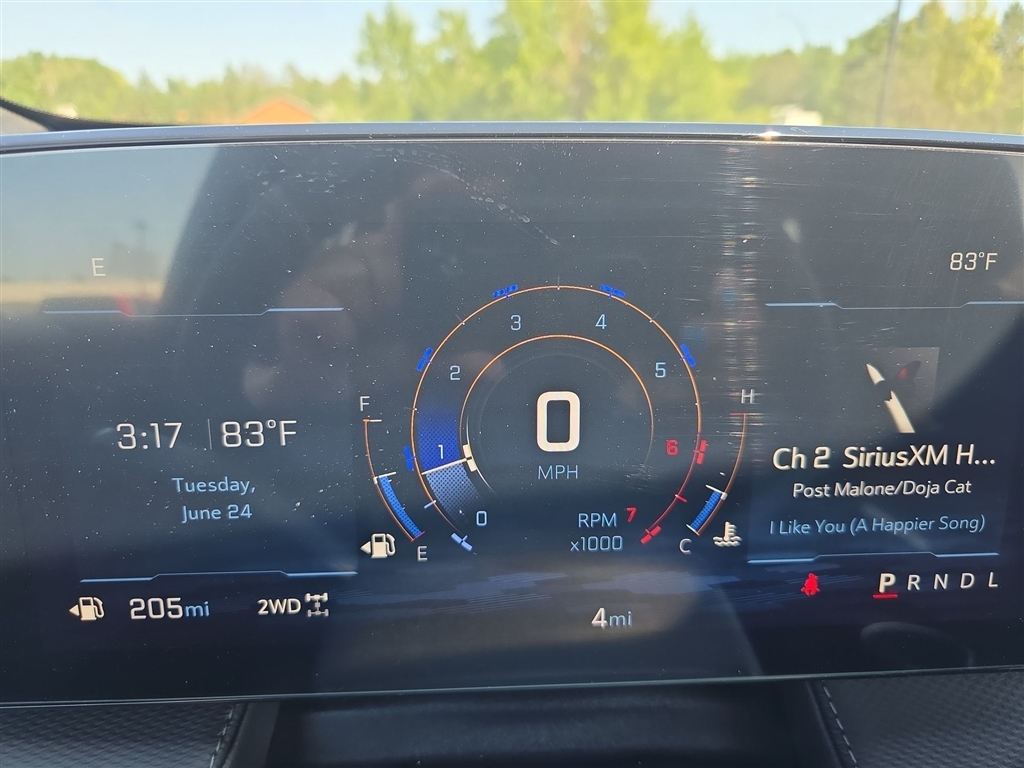 E
83°F
3:17 83°F
Tuesday,
June 24
F
E
0
1
2
3
4
5
6
7
0
MPH
RPM
x1000
H
C
Ch 2 SiriusXM H...
Post Malone/Doja Cat
I Like You (A Happier Song)
205mi
2WD
4mi
P R N D L